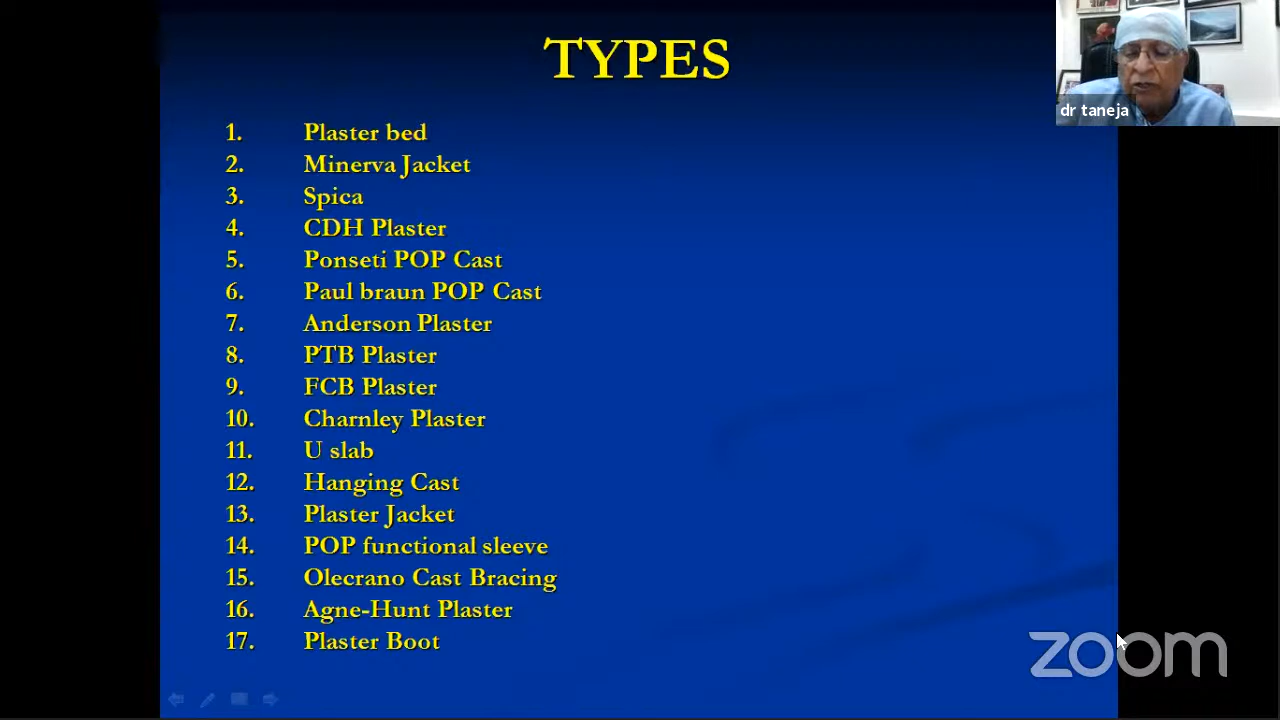 TYPES
dr taneja
1. Plaster bed
2. Minerva Jacket
3. Spica
4. CDH Plaster
5. Ponseti POP Cast
6. Paul braun POP Cast
7. Anderson Plaster
8. PTB Plaster
9. FCB Plaster
10. Charnley Plaster
11. U slab
12. Hanging Cast
13. Plaster Jacket
14. POP functional sleeve
15. Olecrano Cast Bracing
16. Agne-Hunt Plaster
17. Plaster Boot
zoom